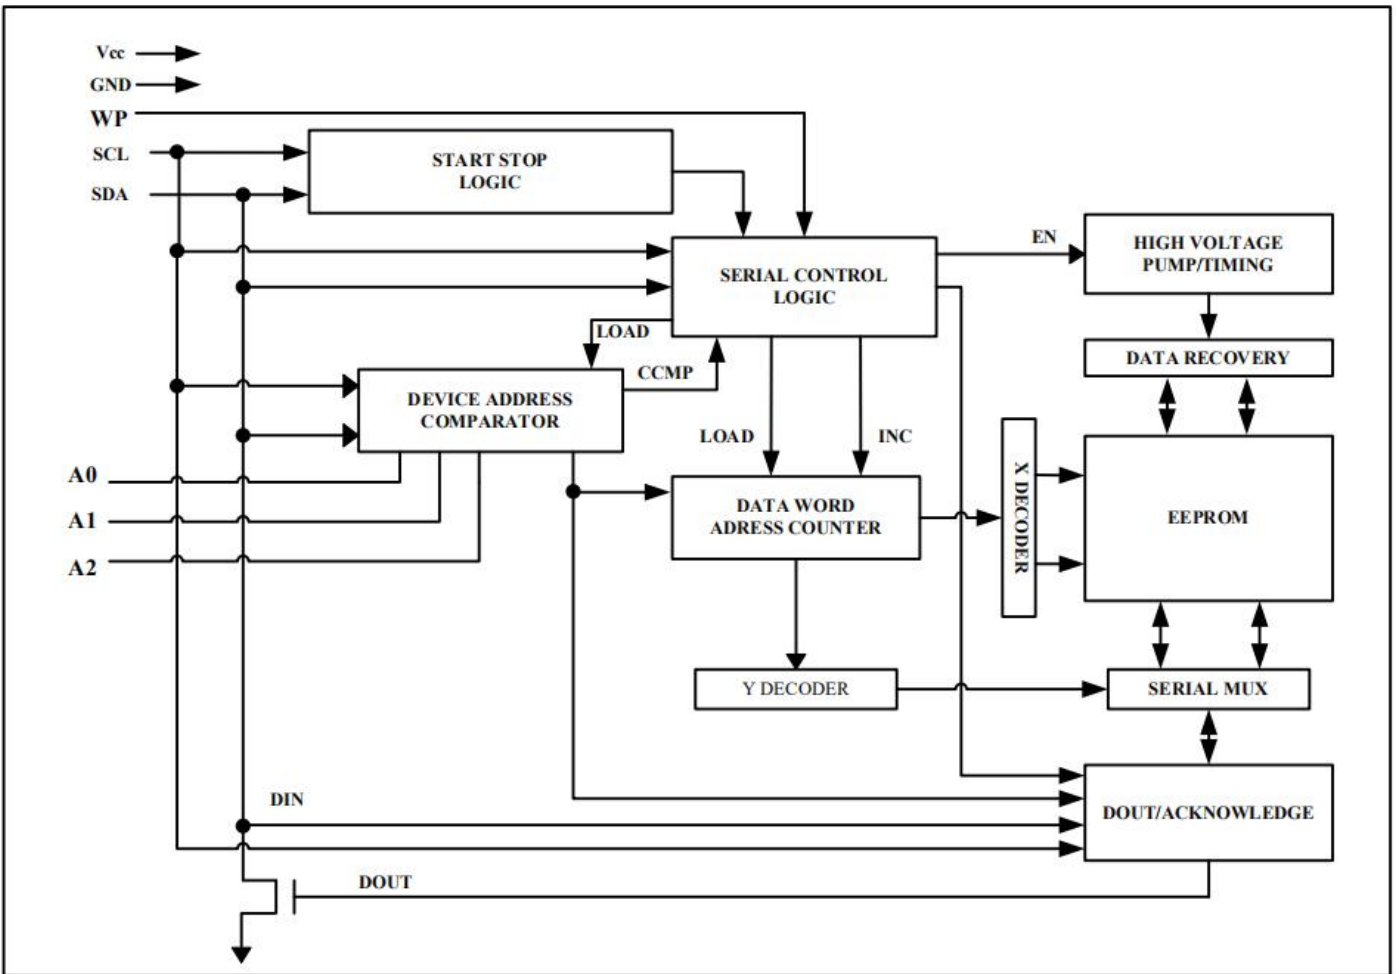 Vcc
GND
WP
SCL
SDA
START STOP
LOGIC
EN
HIGH VOLTAGE
PUMP/TIMING
SERIAL CONTROL
LOGIC
LOAD
CCMP
DATA RECOVERY
DEVICE ADDRESS
COMPARATOR
LOAD
INC
A0
A1
A2
DATA WORD
ADRESS COUNTER
X DECODER
EEPROM
Y DECODER
SERIAL MUX
DIN
DOUT/ACKNOWLEDGE
DOUT